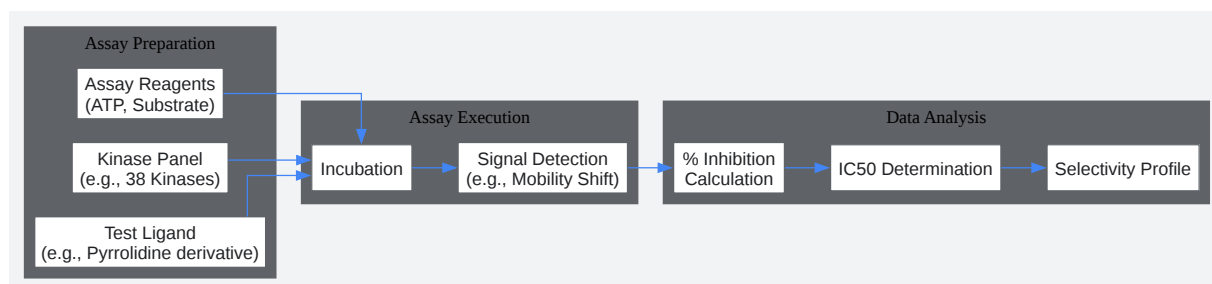 Assay Preparation
Assay Reagents
(ATP, Substrate)
Kinase Panel
(e.g., 38 Kinases)
Test Ligand
(e.g., Pyrrolidine derivative)
Assay Execution
Incubation
Signal Detection
(e.g., Mobility Shift)
Data Analysis
% Inhibition
Calculation
IC50 Determination
Selectivity Profile